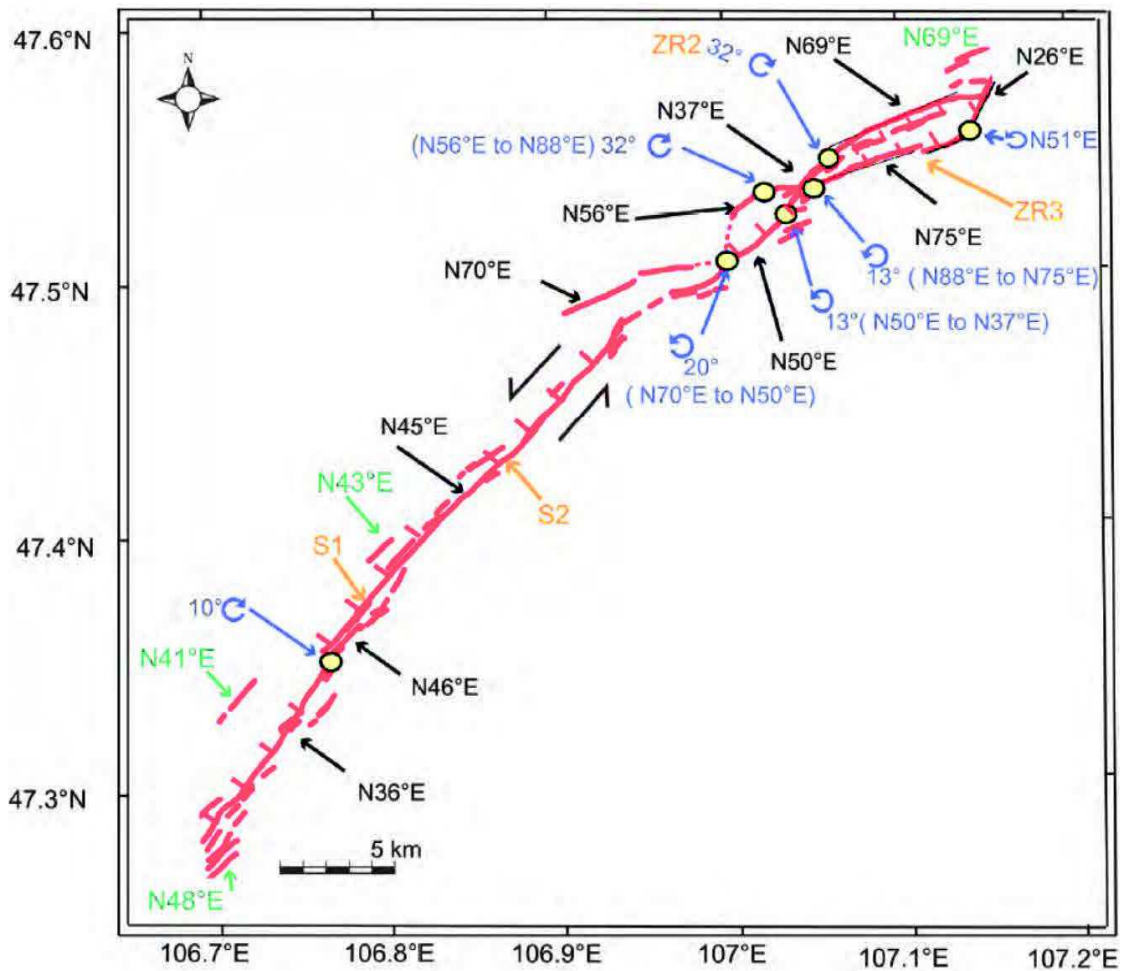 47.6°N
N
ZR2 32°
N69°E
N69°E
N26°E
N37°E
(N56°E to N88°E) 32°
N51°E
N56°E
ZR3
N75°E
N70°E
47.5°N
13° ( N88°E to N75°E)
13°( N50°E to N37°E)
20°
N50°E
( N70°E to N50°E)
N45°E
N43°E
S2
47.4°N
S1
10°
N41°E
N46°E
N36°E
47.3°N
5 km
N48°E
106.7°E
106.8°E
106.9°E
107°E
107.1°E
107.2°E